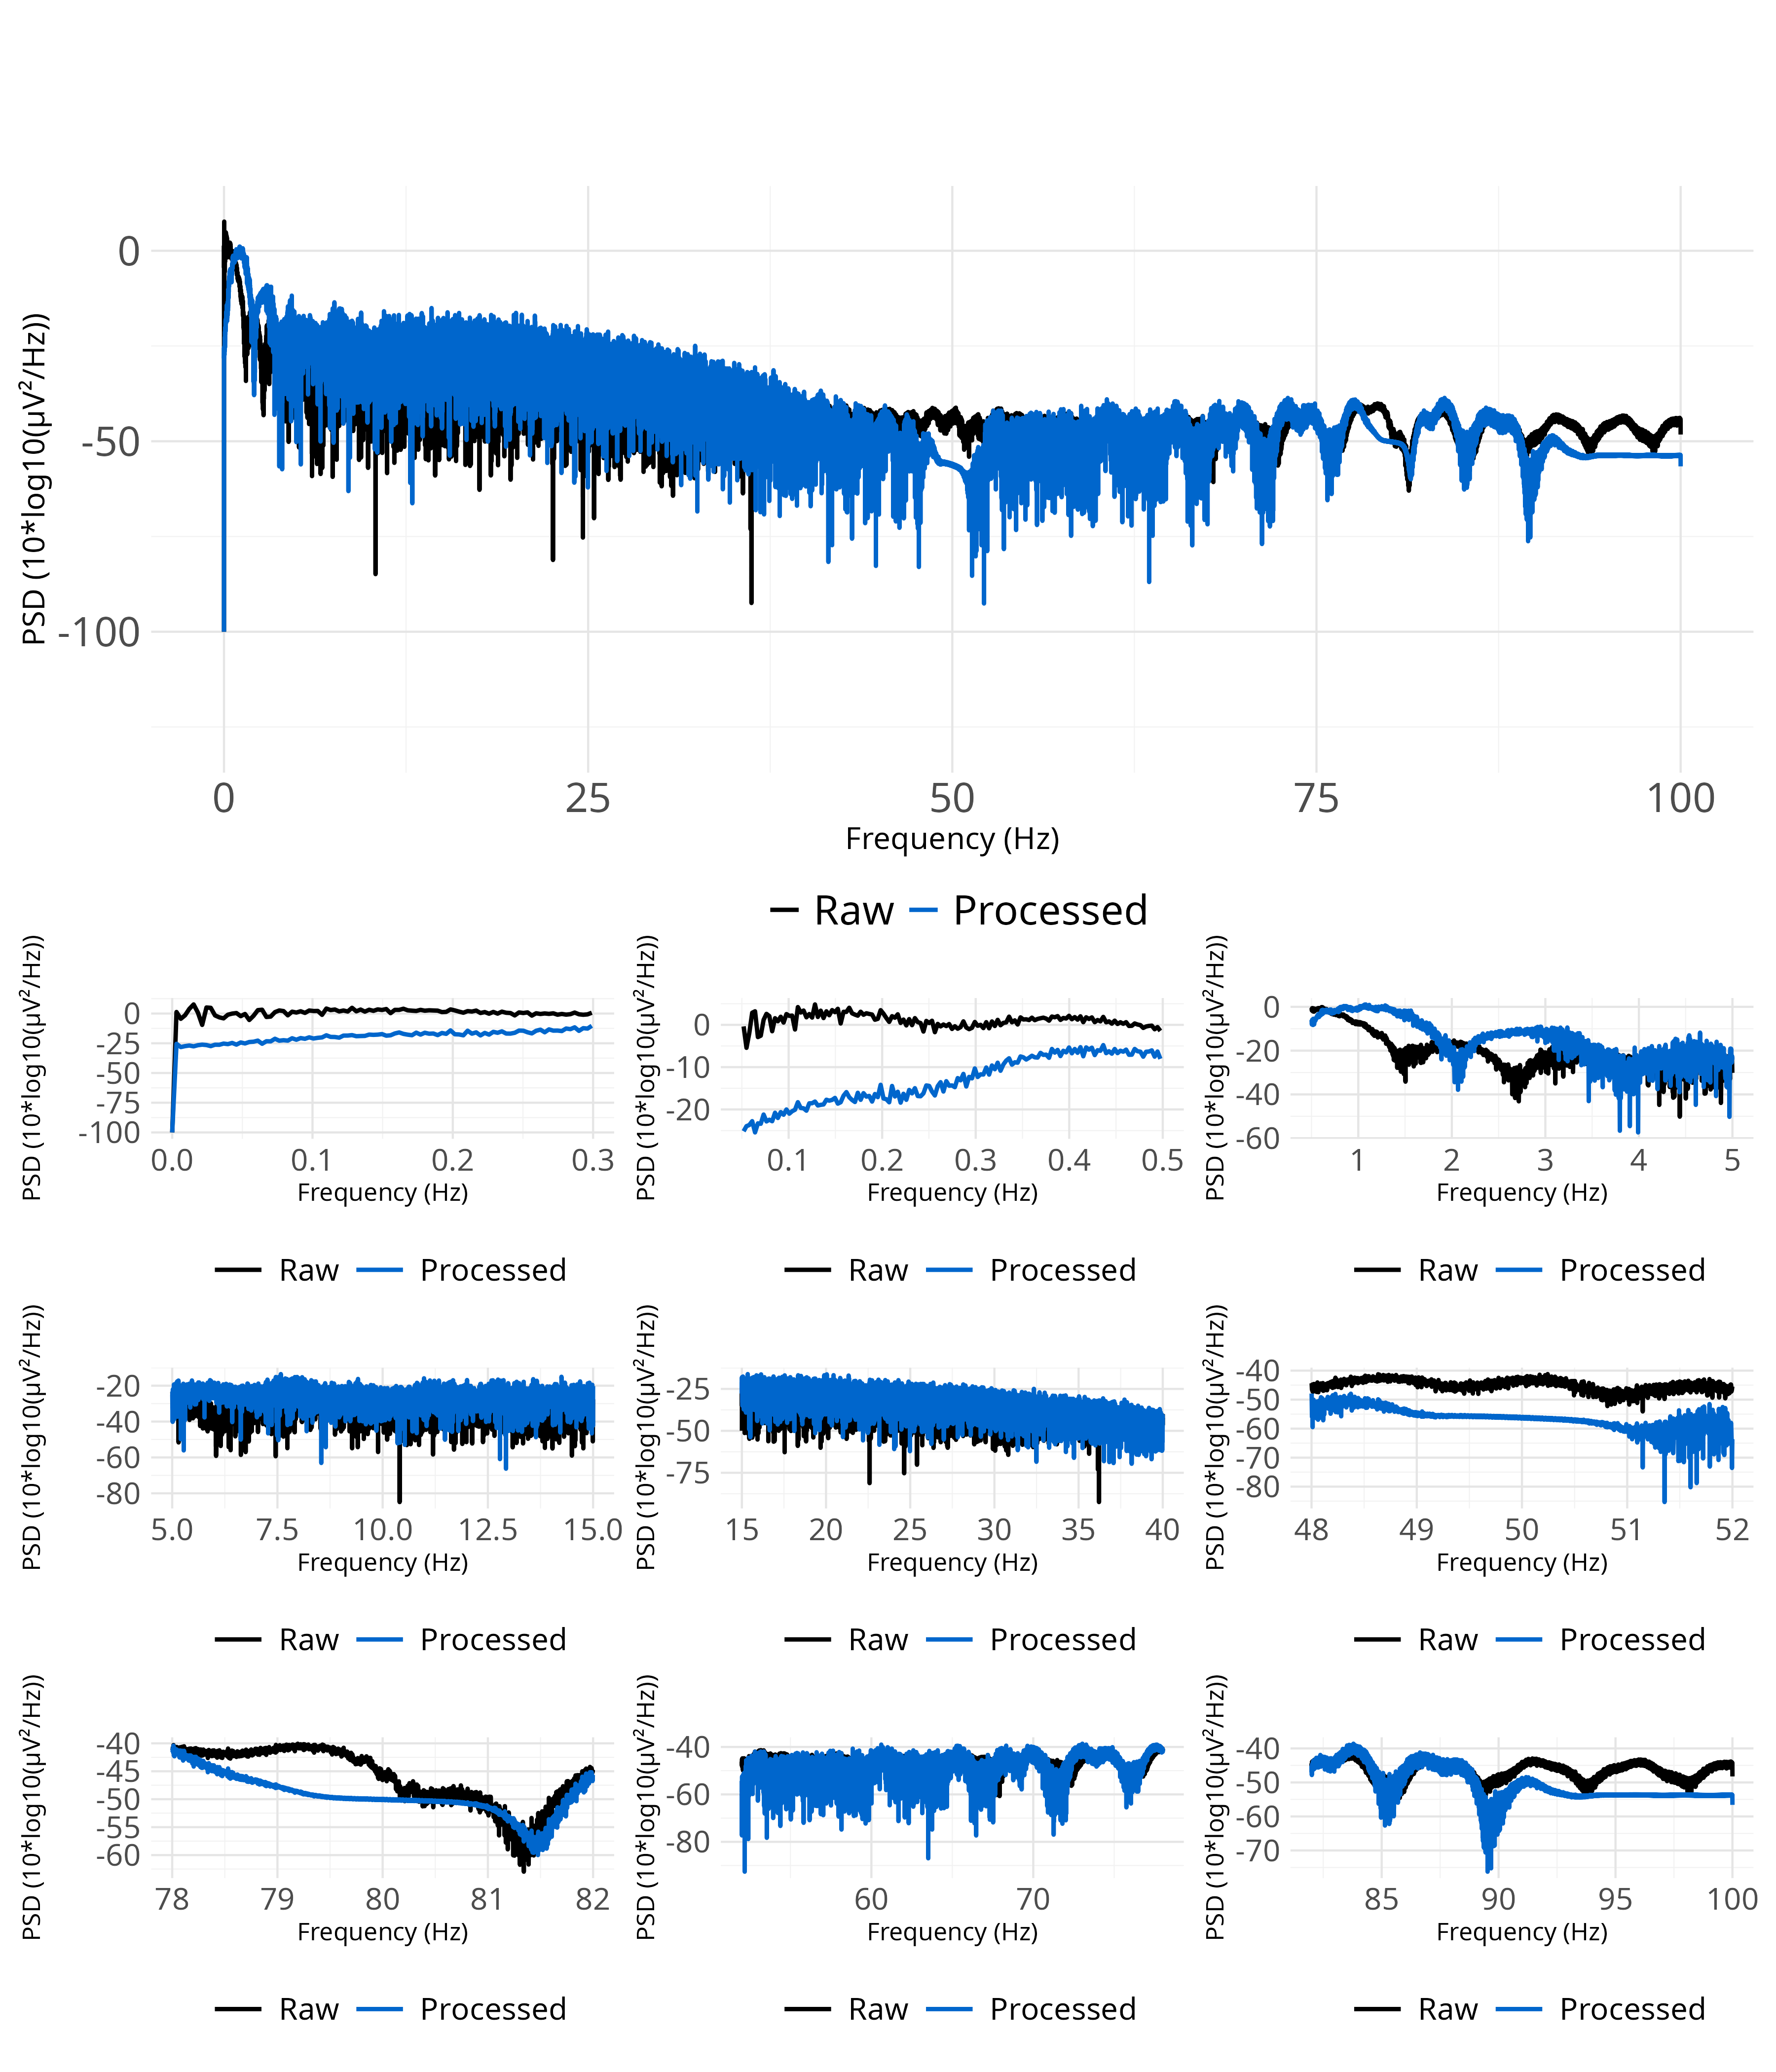 PSD (10*log10(µV²/Hz))
0
-50
-100
0 25 50 75 100
Frequency (Hz)
Raw Processed
PSD (10*log10(µV²/Hz))
0
-25
-50
-75
-100
0.0 0.1 0.2 0.3
Frequency (Hz)
Raw Processed
PSD (10*log10(µV²/Hz))
0
-10
-20
0.1 0.2 0.3 0.4 0.5
Frequency (Hz)
Raw Processed
PSD (10*log10(µV²/Hz))
0
-20
-40
-60
1 2 3 4 5
Frequency (Hz)
Raw Processed
PSD (10*log10(µV²/Hz))
-20
-40
-60
-80
5.0 7.5 10.0 12.5 15.0
Frequency (Hz)
Raw Processed
PSD (10*log10(µV²/Hz))
-25
-50
-75
15 20 25 30 35 40
Frequency (Hz)
Raw Processed
PSD (10*log10(µV²/Hz))
-40
-50
-60
-70
-80
48 49 50 51 52
Frequency (Hz)
Raw Processed
PSD (10*log10(µV²/Hz))
-40
-45
-50
-55
-60
78 79 80 81 82
Frequency (Hz)
Raw Processed
PSD (10*log10(µV²/Hz))
-40
-60
-80
60 70
Frequency (Hz)
Raw Processed
PSD (10*log10(µV²/Hz))
-40
-50
-60
-70
85 90 95 100
Frequency (Hz)
Raw Processed